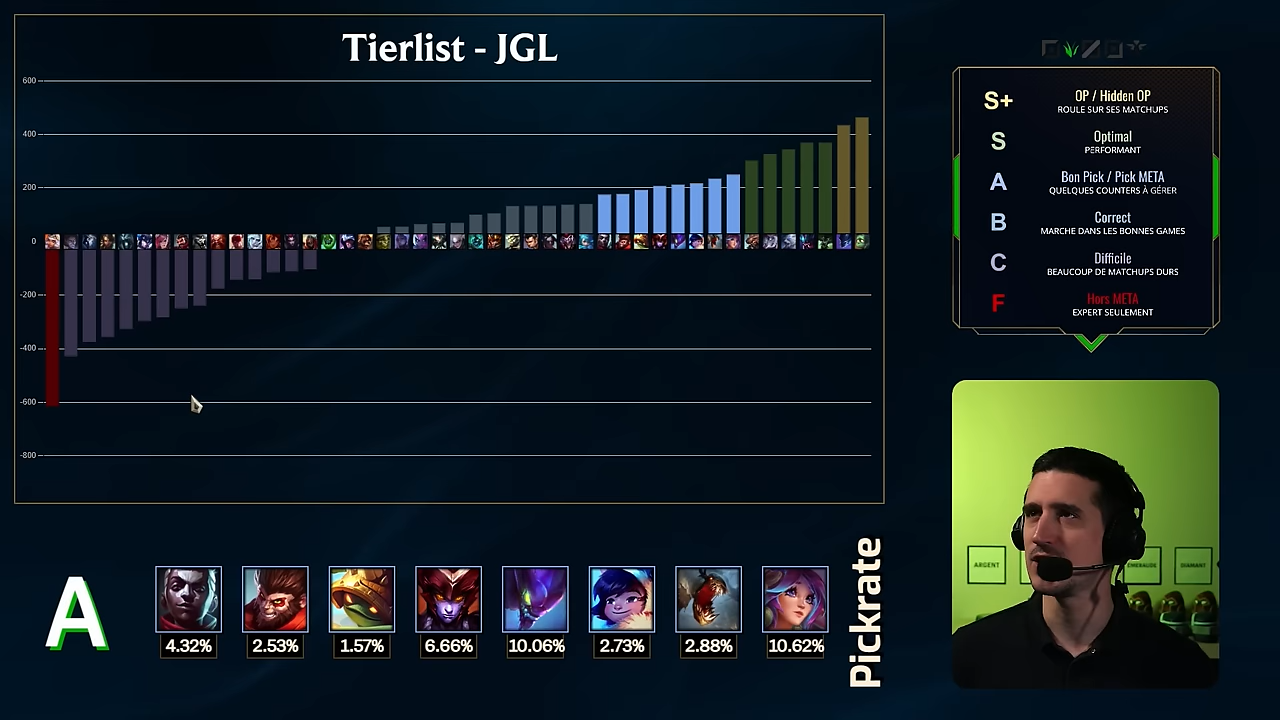 Tierlist - JGL
600
400
200
0
-200
-400
-600
-800
S+
OP / Hidden OP
ROULE SUR SES MATCHUPS
S
Optimal
PERFORMANT
A
Bon Pick / Pick META
QUELQUES COUNTERS À GÉRER
B
Correct
MARCHE DANS LES BONNES GAMES
C
Difficile
BEAUCOUP DE MATCHUPS DURS
F
Hors META
EXPERT SEULEMENT
ARGENT
EMERAUDE
DIAMANT
A
4.32%
2.53%
1.57%
6.66%
10.06%
2.73%
2.88%
10.62%
Pickrate